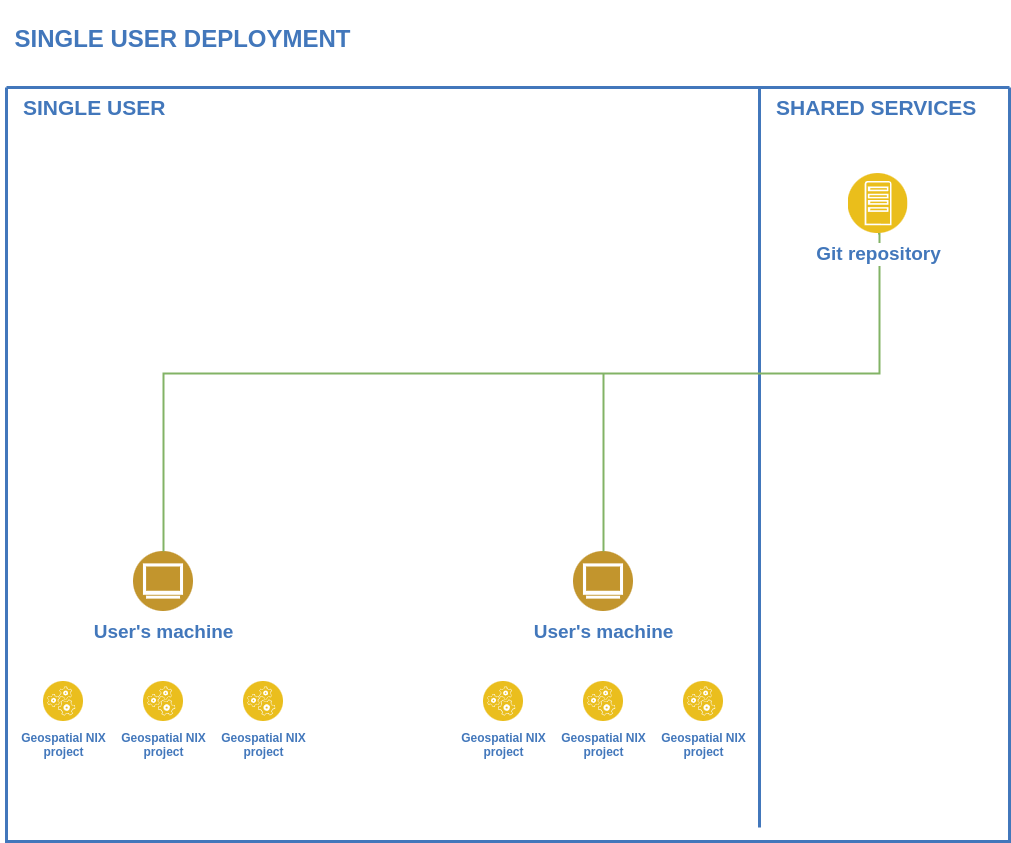 SINGLE USER DEPLOYMENT
SINGLE USER
SHARED SERVICES
Git repository
User's machine
User's machine
Geospatial NIX
project
Geospatial NIX
project
Geospatial NIX
project
Geospatial NIX
project
Geospatial NIX
project
Geospatial NIX
project